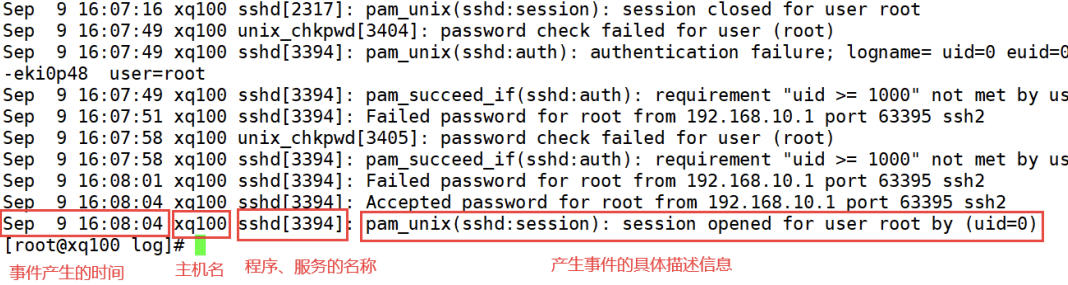 Sep  9 16:07:16 xq100 sshd[2317]: pam_unix(sshd:session): session closed for user root
Sep  9 16:07:49 xq100 unix_chkpwd[3404]: password check failed for user (root)
Sep  9 16:07:49 xq100 sshd[3394]: pam_unix(sshd:auth): authentication failure; logname= uid=0 euid=0
-eki0p48  user=root
Sep  9 16:07:49 xq100 sshd[3394]: pam_succeed_if(sshd:auth): requirement "uid >= 1000" not met by us
Sep  9 16:07:51 xq100 sshd[3394]: Failed password for root from 192.168.10.1 port 63395 ssh2
Sep  9 16:07:58 xq100 unix_chkpwd[3405]: password check failed for user (root)
Sep  9 16:07:58 xq100 sshd[3394]: pam_succeed_if(sshd:auth): requirement "uid >= 1000" not met by us
Sep  9 16:08:01 xq100 sshd[3394]: Failed password for root from 192.168.10.1 port 63395 ssh2
Sep  9 16:08:04 xq100 sshd[3394]: Accepted password for root from 192.168.10.1 port 63395 ssh2
Sep  9 16:08:04 xq100 sshd[3394]: pam_unix(sshd:session): session opened for user root by (uid=0)
[root@xq100 log]#
事件产生的时间 主机名 程序、服务的名称 产生事件的具体描述信息